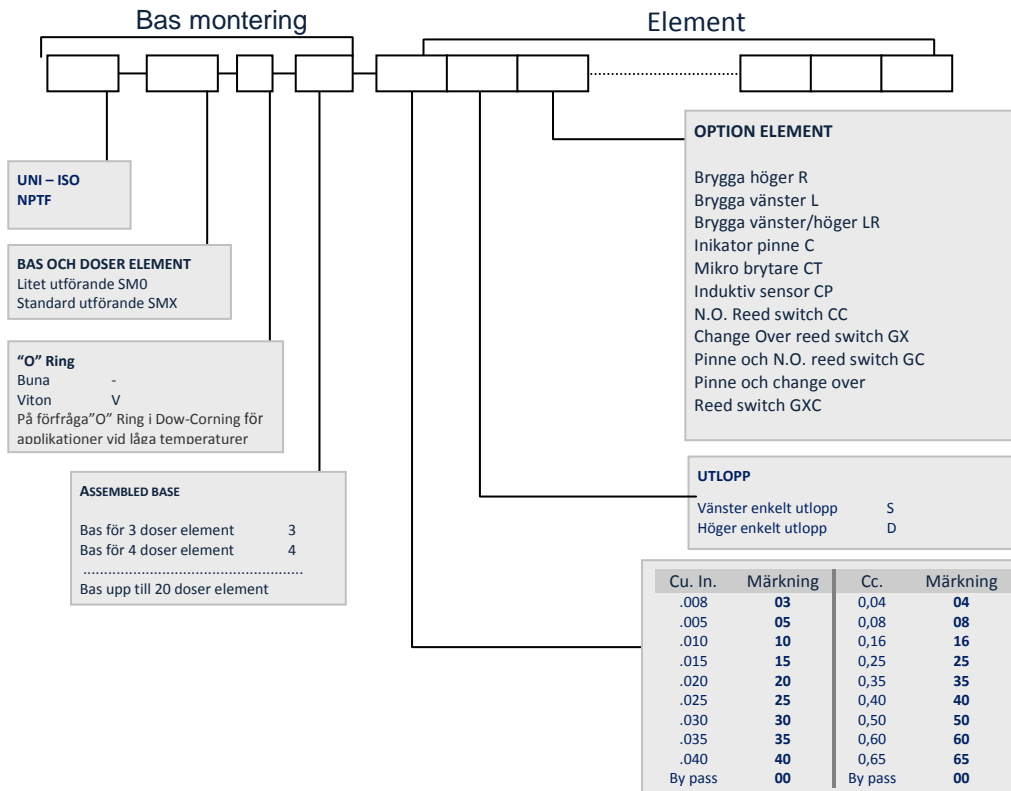 Bas montering
Element
UNI – ISO
NPTF
BAS OCH DOSER ELEMENT
Litet utförande SM0
Standard utförande SMX
"O" Ring
Buna -
Viton V
På förfråga"O" Ring i Dow-Corning för
applikationer vid låga temperaturer
ASSEMBLED BASE
Bas för 3 doser element 3
Bas för 4 doser element 4
.....................................................
Bas upp till 20 doser element
OPTION ELEMENT
Brygga höger R
Brygga vänster L
Brygga vänster/höger LR
Inikator pinne C
Mikro brytare CT
Induktiv sensor CP
N.O. Reed switch CC
Change Over reed switch GX
Pinne och N.O. reed switch GC
Pinne och change over
Reed switch GXC
UTLOPP
Vänster enkelt utlopp S
Höger enkelt utlopp D
Cu. In. Märkning Cc. Märkning
.008 03 0,04 04
.005 05 0,08 08
.010 10 0,16 16
.015 15 0,25 25
.020 20 0,35 35
.025 25 0,40 40
.030 30 0,50 50
.035 35 0,60 60
.040 40 0,65 65
By pass 00 By pass 00